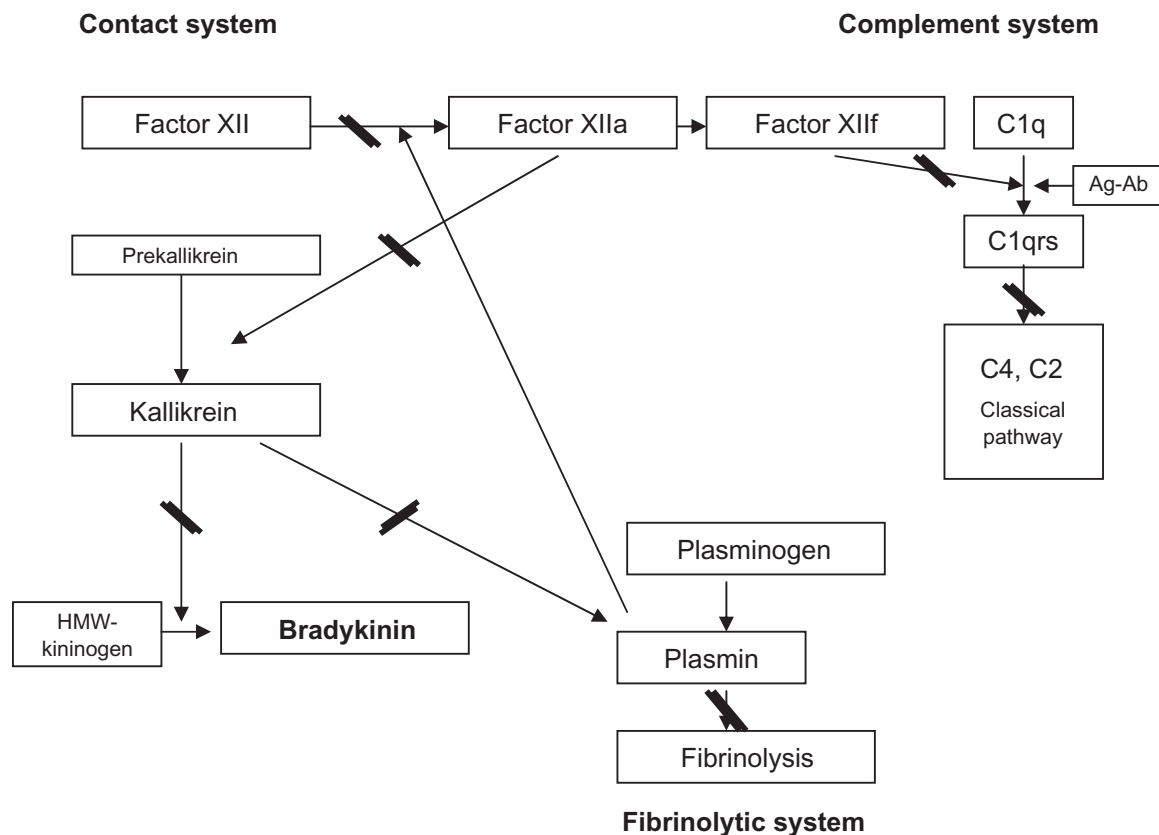 Contact system
Complement system
Factor XII
Factor XIIa
Factor XIIf
C1q
Ag-Ab
C1qrs
Prekallikrein
C4, C2
Classical
pathway
Kallikrein
Plasminogen
HMW-
kininogen
Bradykinin
Plasmin
Fibrinolysis
Fibrinolytic system